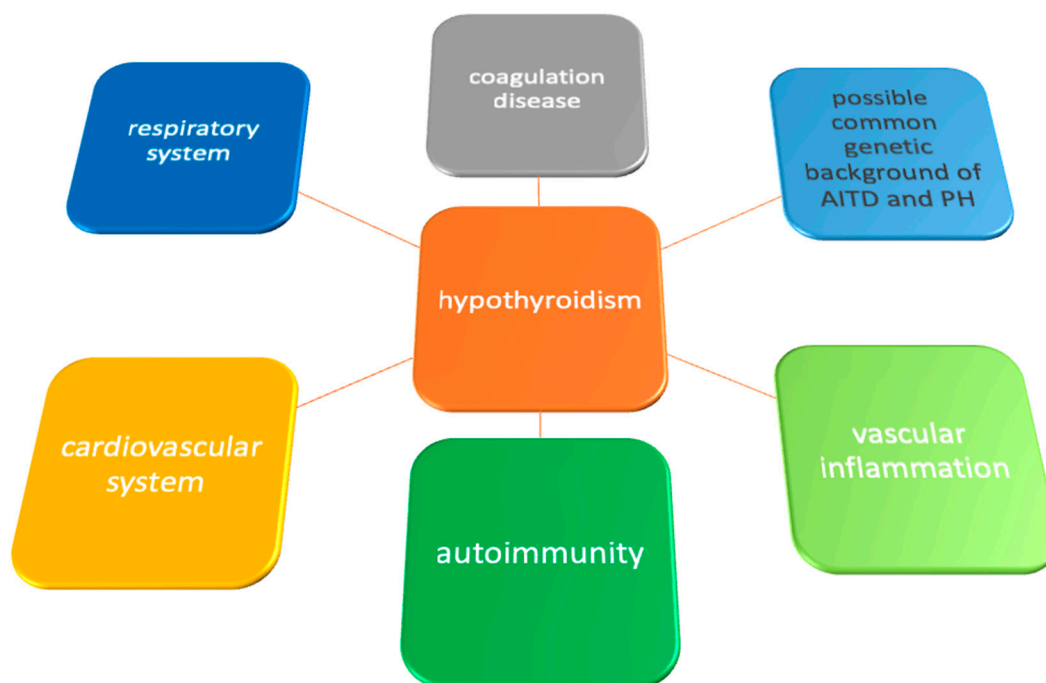 coagulation
disease
respiratory
system
possible
common
genetic
background of
AITD and PH
hypothyroidism
cardiovascular
system
vascular
inflammation
autoimmunity